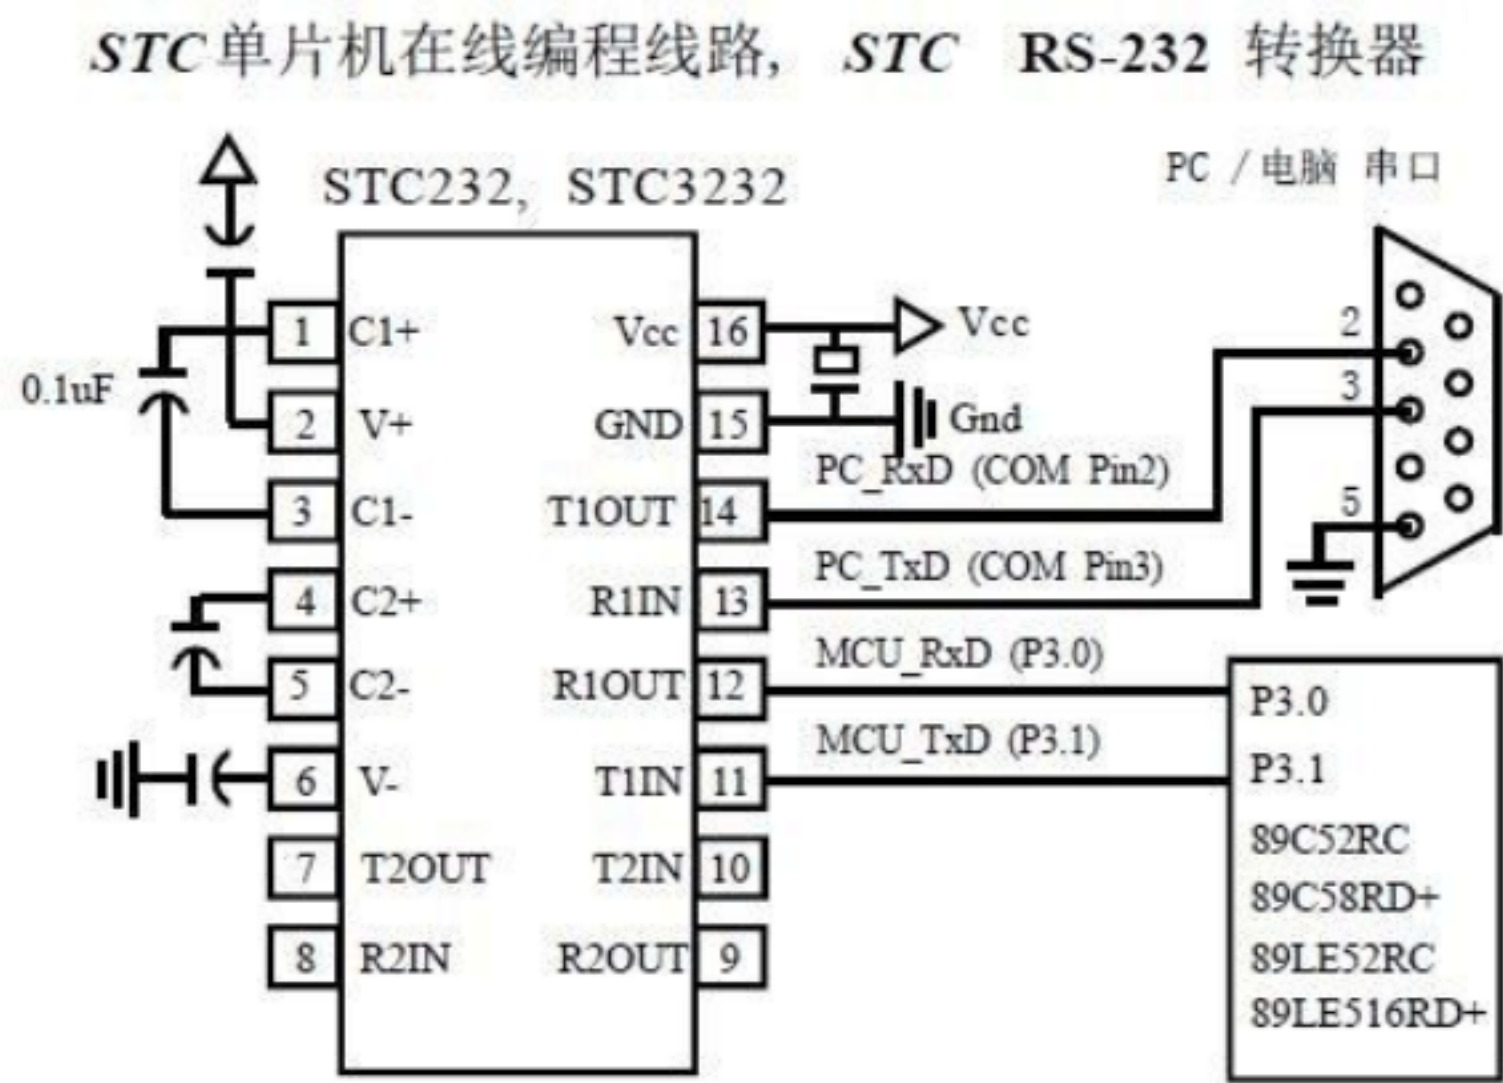 STC单片机在线编程线路, STC RS-232 转换器
PC /电脑 串口
STC232, STC3232
0.1uF
1 C1+ Vcc 16 Vcc
2 V+ GND 15 Gnd
3 C1- T1OUT 14 PC_RxD (COM Pin2)
4 C2+ R1IN 13 PC_TxD (COM Pin3)
5 C2- R1OUT 12 MCU_RxD (P3.0)
6 V- T1IN 11 MCU_TxD (P3.1)
7 T2OUT T2IN 10
8 R2IN R2OUT 9
2
3
5
P3.0
P3.1
89C52RC
89C58RD+
89LE52RC
89LE516RD+